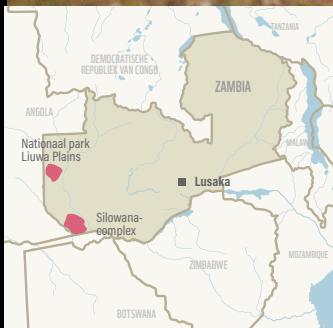 TANZANIA
DEMOCRATISCHE
REPUBLIEK VAN CONGO
ZAMBIA
ANGOLA
MALAWI
Nationaal park
Liuwa Plains
Lusaka
Silowana-
complex
ZIMBABWE
MOZAMBIQUE
BOTSWANA